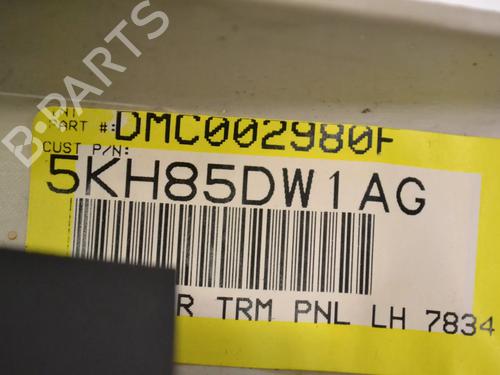 B-PARTS
PART #: DMC002980F
CUST P/N:
5KH85DW1AG
R TRM PNL LH 7834